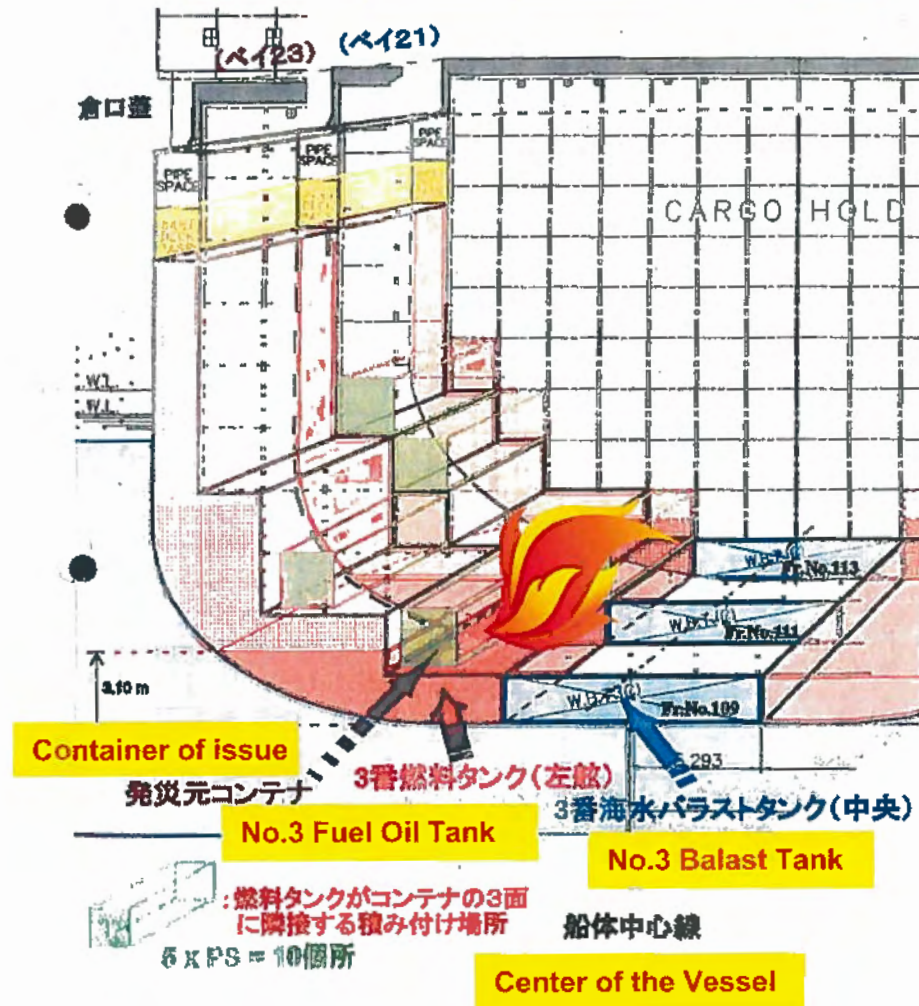 (ベイ23)
(ベイ21)
倉口蓋
PIPE
SPACE
PIPE
SPACE
PIPE
SPACE
CARGO HOLD
W.L.
W.L.
Fr.No.113
Fr.No.111
Fr.No.109
3,10 m
Container of issue
発災元コンテナ
3番燃料タンク(左舷)
3番海水バラストタンク(中央)
No.3 Fuel Oil Tank
No.3 Balast Tank
:燃料タンクがコンテナの3面
に隣接する積み付け場所
5 x PS = 10個所
船体中心線
Center of the Vessel